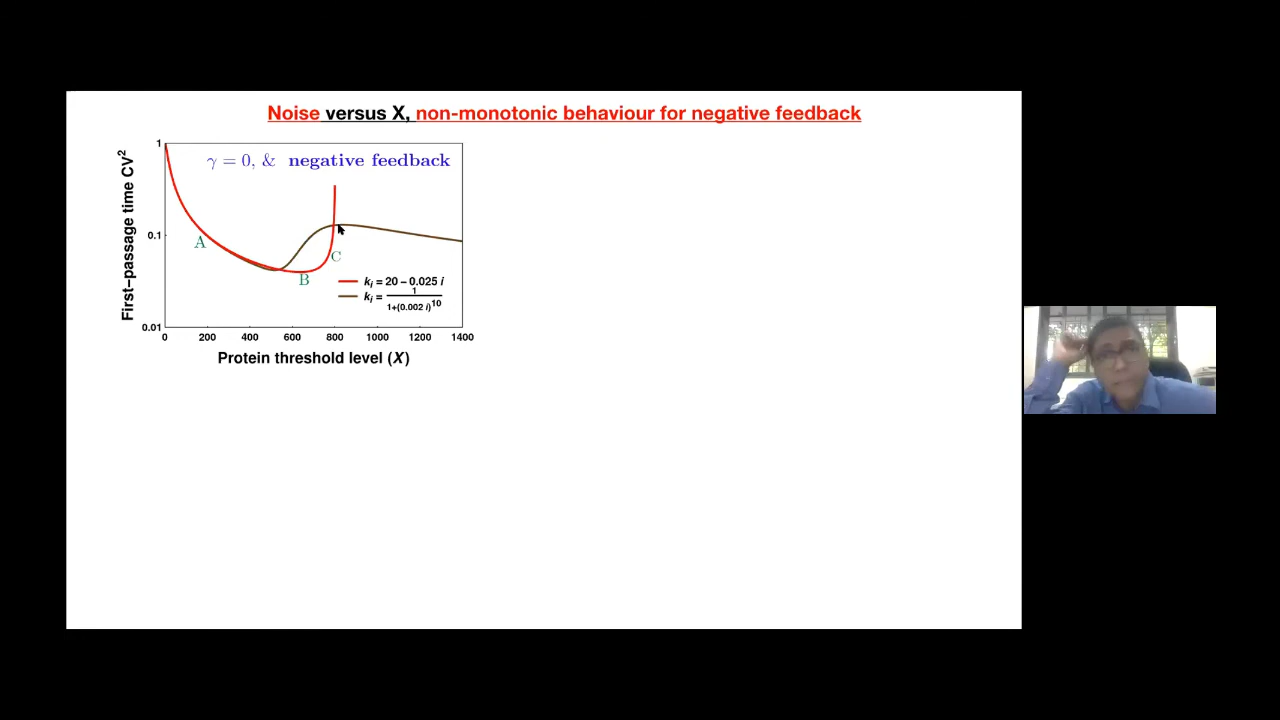 Noise versus X, non-monotonic behaviour for negative feedback
γ = 0, & negative feedback
First-passage time CV²
1
0.1
0.01
A
B
C
kᵢ = 20 − 0.025 i
kᵢ = 1 / 1+(0.002 i)¹⁰
0 200 400 600 800 1000 1200 1400
Protein threshold level (X)